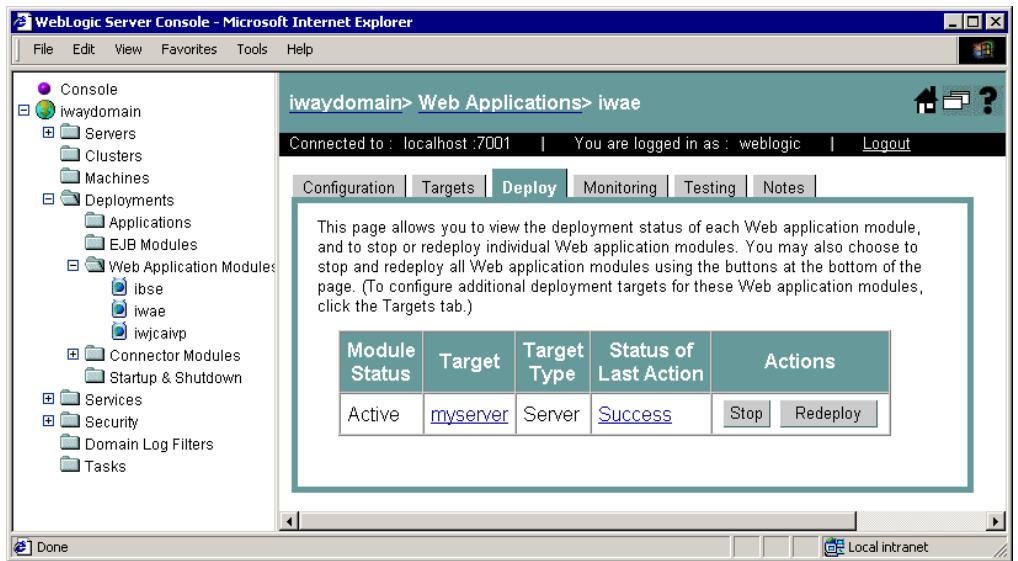 WebLogic Server Console - Microsoft Internet Explorer
File Edit View Favorites Tools Help
Console
iwaydomain
Servers
Clusters
Machines
Deployments
Applications
EJB Modules
Web Application Modules
ibse
iwae
iwjcaivp
Connector Modules
Startup & Shutdown
Services
Security
Domain Log Filters
Tasks
iwaydomain> Web Applications> iwae
?
Connected to : localhost :7001 | You are logged in as : weblogic | Logout
Configuration Targets Deploy Monitoring Testing Notes
This page allows you to view the deployment status of each Web application module,
and to stop or redeploy individual Web application modules. You may also choose to
stop and redeploy all Web application modules using the buttons at the bottom of the
page. (To configure additional deployment targets for these Web application modules,
click the Targets tab.)
Module Status Target Target Type Status of Last Action Actions
Active myserver Server Success Stop Redeploy
Done Local intranet